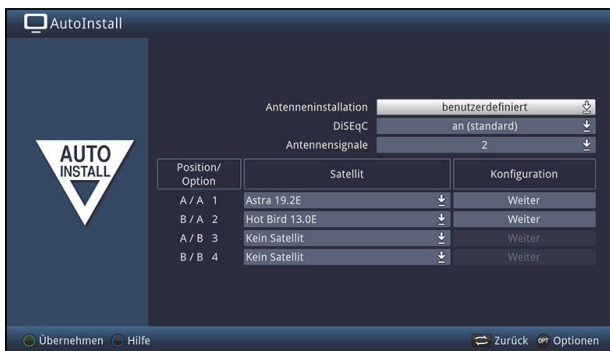 AutoInstall
Antenneninstallation benutzerdefiniert
DiSEqC an (standard)
Antennensignale 2
AUTO
INSTALL
Position/
Option Satellit Konfiguration
A / A 1 Astra 19.2E Weiter
B / A 2 Hot Bird 13.0E Weiter
A / B 3 Kein Satellit Weiter
B / B 4 Kein Satellit Weiter
Übernehmen Hilfe Zurück OPT Optionen